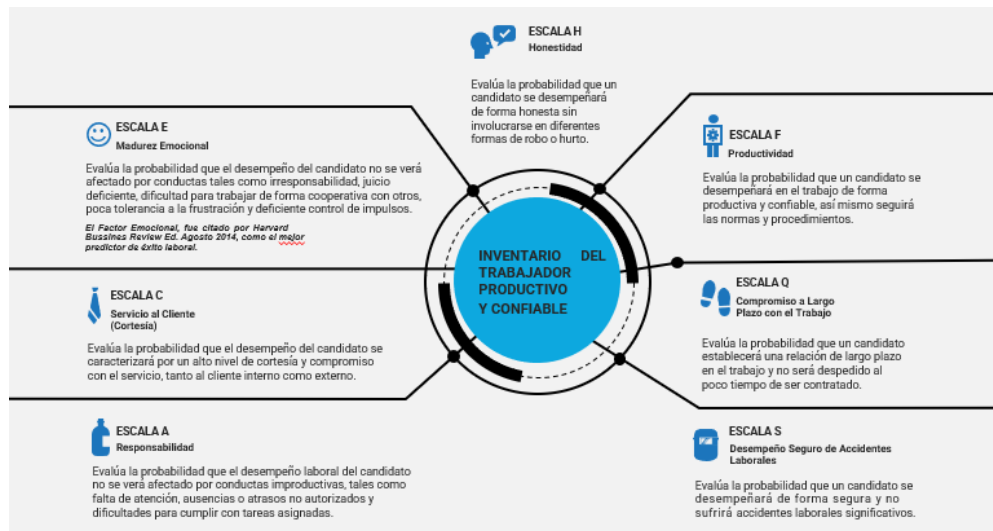 ESCALA H
Honestidad
Evalúa la probabilidad que un
candidato se desempeñará
de forma honesta sin
involucrarse en diferentes
formas de robo o hurto.
ESCALA E
Madurez Emocional
Evalúa la probabilidad que el desempeño del candidato no se verá
afectado por conductas tales como irresponsabilidad, juicio
deficiente, dificultad para trabajar de forma cooperativa con otros,
poca tolerancia a la frustración y deficiente control de impulsos.
El Factor Emocional, fue citado por Harvard
Bussines Review Ed. Agosto 2014, como el mejor
predictor de éxito laboral.
ESCALA F
Productividad
Evalúa la probabilidad que un candidato se
desempeñará en el trabajo de forma
productiva y confiable, así mismo seguirá
las normas y procedimientos.
INVENTARIO DEL
TRABAJADOR
PRODUCTIVO
Y CONFIABLE
ESCALA C
Servicio al Cliente
(Cortesía)
Evalúa la probabilidad que el desempeño del candidato se
caracterizará por un alto nivel de cortesía y compromiso
con el servicio, tanto al cliente interno como externo.
ESCALA Q
Compromiso a Largo
Plazo con el Trabajo
Evalúa la probabilidad que un candidato
establecerá una relación de largo plazo
en el trabajo y no será despedido al
poco tiempo de ser contratado.
ESCALA A
Responsabilidad
Evalúa la probabilidad que el desempeño laboral del candidato
no se verá afectado por conductas improductivas, tales como
falta de atención, ausencias o atrasos no autorizados y
dificultades para cumplir con tareas asignadas.
ESCALA S
Desempeño Seguro de Accidentes
Laborales
Evalúa la probabilidad que un candidato se
desempeñará de forma segura y no
sufrirá accidentes laborales significativos.